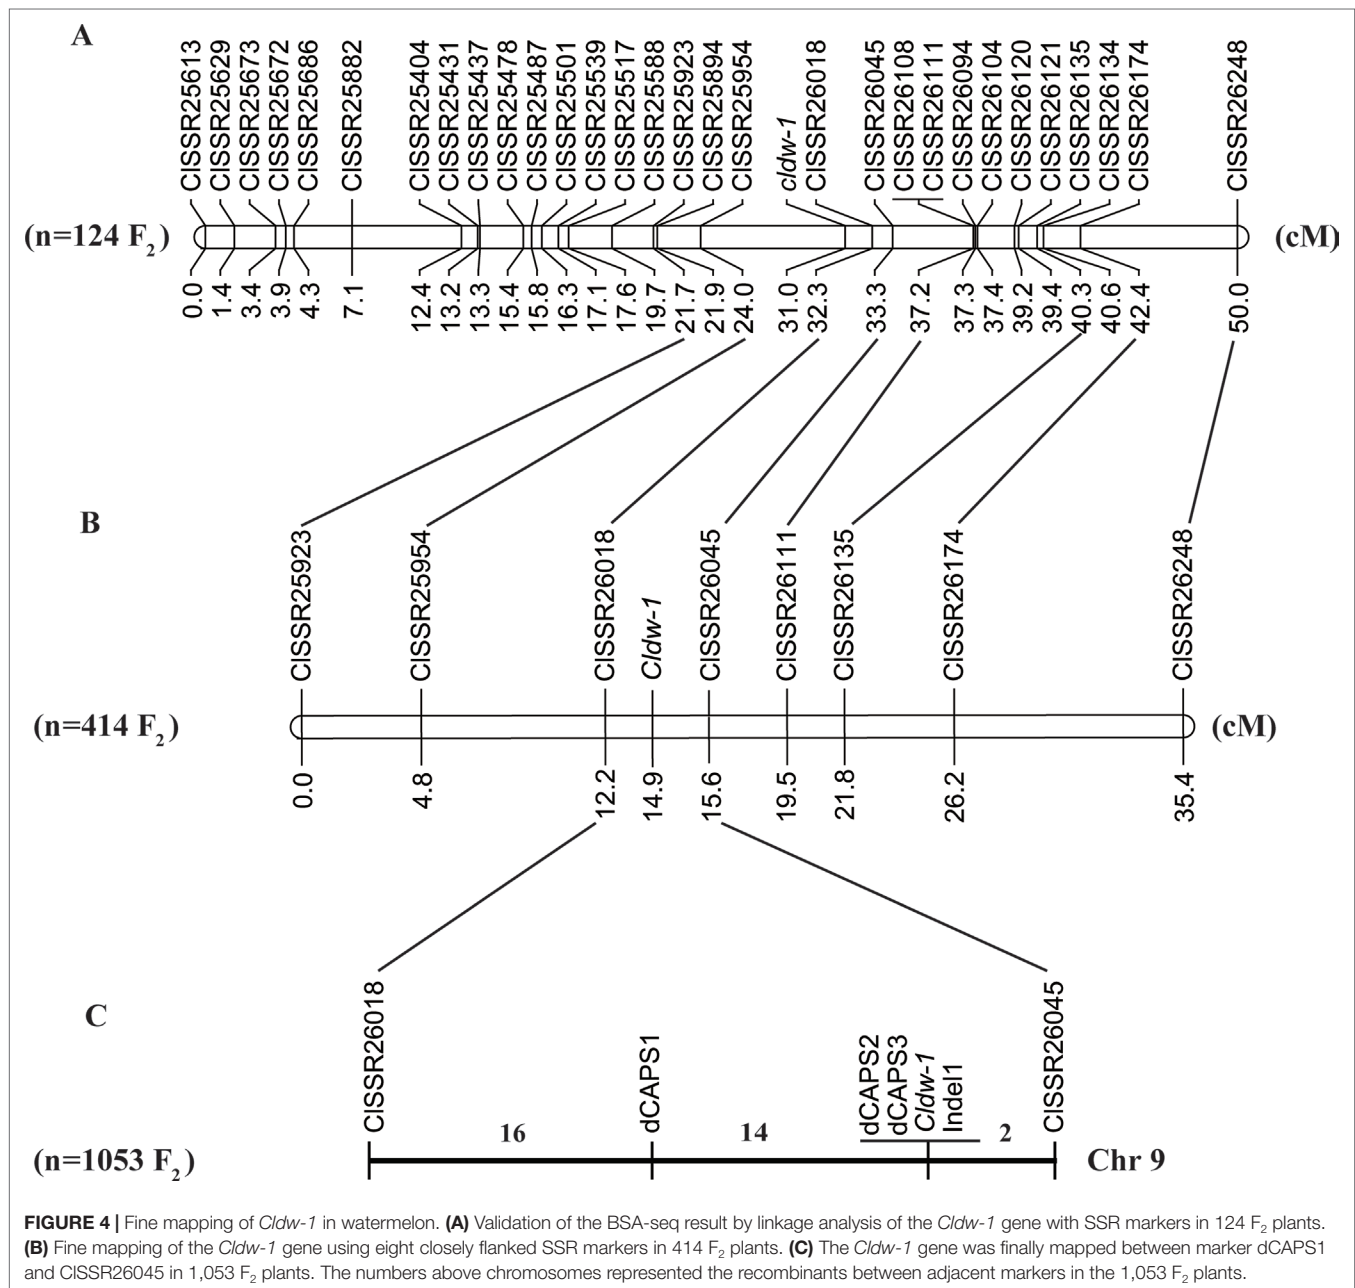 A
ClSSR25613
ClSSR25629
ClSSR25673
ClSSR25672
ClSSR25686
ClSSR25882
ClSSR25404
ClSSR25431
ClSSR25437
ClSSR25478
ClSSR25487
ClSSR25501
ClSSR25539
ClSSR25517
ClSSR25588
ClSSR25923
ClSSR25894
ClSSR25954
cldw-1
ClSSR26018
ClSSR26045
ClSSR26108
ClSSR26111
ClSSR26094
ClSSR26104
ClSSR26120
ClSSR26121
ClSSR26135
ClSSR26134
ClSSR26174
ClSSR26248
(n=124 F2)
(cM)
0.0
1.4
3.4
3.9
4.3
7.1
12.4
13.2
13.3
15.4
15.8
16.3
17.1
17.6
19.7
21.7
21.9
24.0
31.0
32.3
33.3
37.2
37.3
37.4
39.2
39.4
40.3
40.6
42.4
50.0
B
ClSSR25923
ClSSR25954
ClSSR26018
Cldw-1
ClSSR26045
ClSSR26111
ClSSR26135
ClSSR26174
ClSSR26248
(n=414 F2)
(cM)
0.0
4.8
12.2
14.9
15.6
19.5
21.8
26.2
35.4
C
ClSSR26018
dCAPS1
dCAPS2
dCAPS3
Cldw-1
Indel1
ClSSR26045
16
14
2
(n=1053 F2)
Chr 9
FIGURE 4 | Fine mapping of Cldw-1 in watermelon. (A) Validation of the BSA-seq result by linkage analysis of the Cldw-1 gene with SSR markers in 124 F2 plants.
(B) Fine mapping of the Cldw-1 gene using eight closely flanked SSR markers in 414 F2 plants. (C) The Cldw-1 gene was finally mapped between marker dCAPS1
and ClSSR26045 in 1,053 F2 plants. The numbers above chromosomes represented the recombinants between adjacent markers in the 1,053 F2 plants.